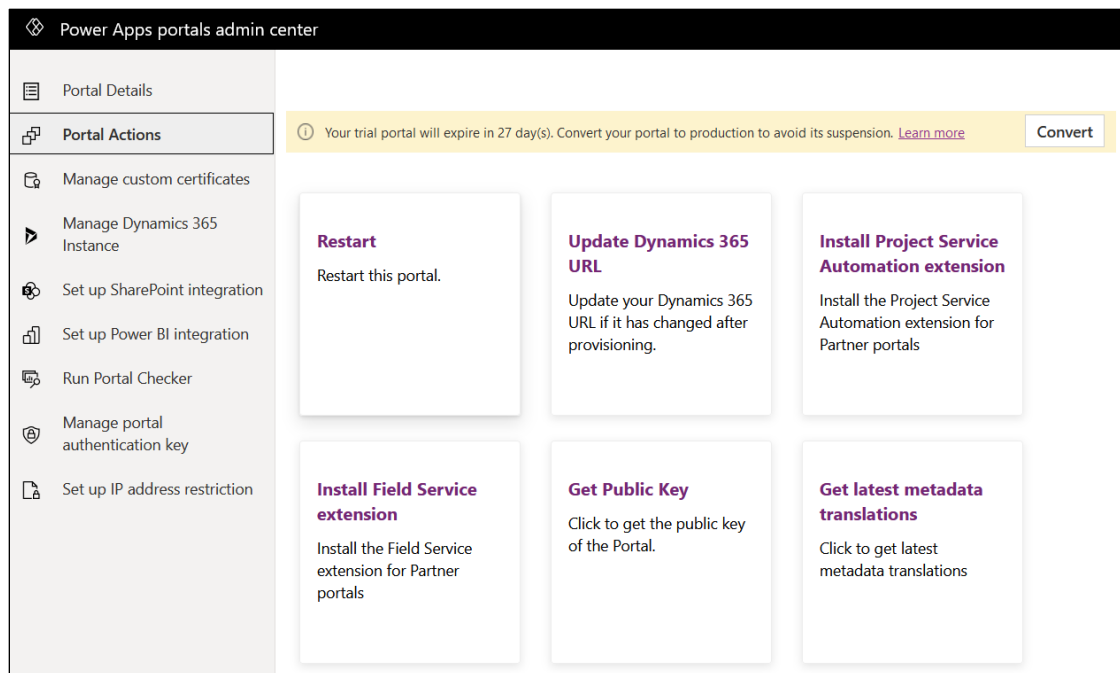 Power Apps portals admin center
Portal Details
Portal Actions
Manage custom certificates
Manage Dynamics 365
Instance
Set up SharePoint integration
Set up Power BI integration
Run Portal Checker
Manage portal
authentication key
Set up IP address restriction
Your trial portal will expire in 27 day(s). Convert your portal to production to avoid its suspension. Learn more
Convert
Restart
Restart this portal.
Update Dynamics 365
URL
Update your Dynamics 365
URL if it has changed after
provisioning.
Install Project Service
Automation extension
Install the Project Service
Automation extension for
Partner portals
Install Field Service
extension
Install the Field Service
extension for Partner
portals
Get Public Key
Click to get the public key
of the Portal.
Get latest metadata
translations
Click to get latest
metadata translations